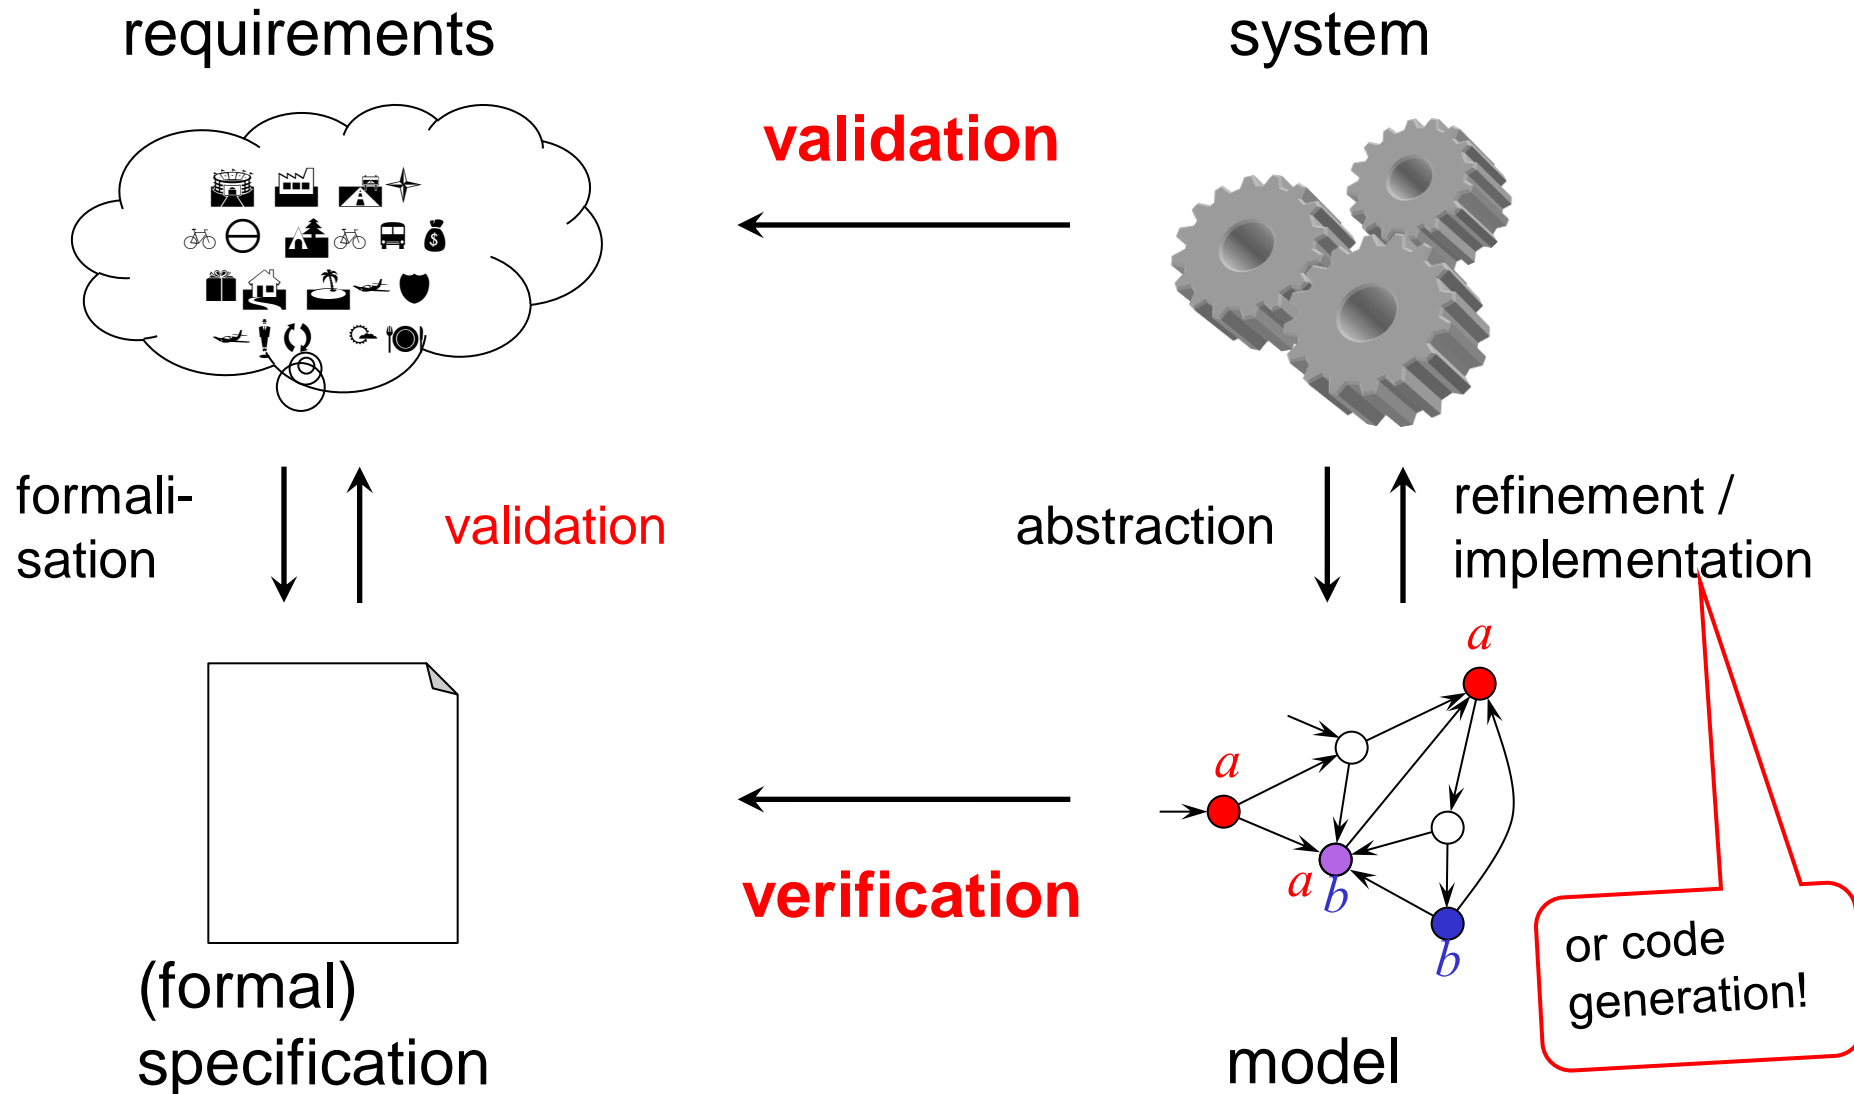 requirements
system
validation
formali-
sation
validation
abstraction
refinement /
implementation
a
a
a
b
b
verification
or code
generation!
(formal)
specification
model